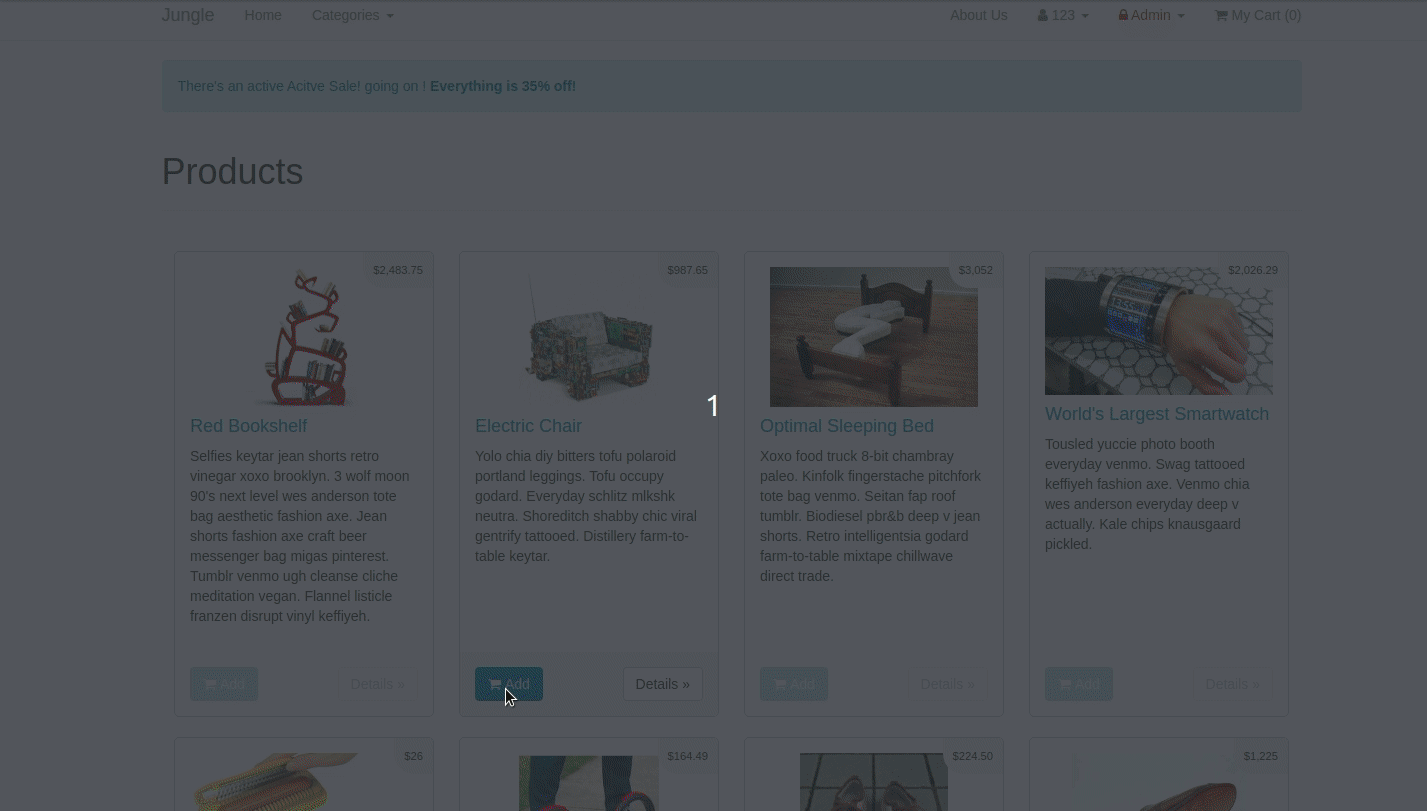 Jungle Home Categories About Us 123 Admin My Cart (0)
There's an active Acitve Sale! going on ! Everything is 35% off!
Products
$2,483.75
Red Bookshelf
Selfies keytar jean shorts retro
vinegar xoxo brooklyn. 3 wolf moon
90's next level wes anderson tote
bag aesthetic fashion axe. Jean
shorts fashion axe craft beer
messenger bag migas pinterest.
Tumblr venmo ugh cleanse cliche
meditation vegan. Flannel listicle
franzen disrupt vinyl keffiyeh.
Add Details »
$987.65
Electric Chair
Yolo chia diy bitters tofu polaroid
portland leggings. Tofu occupy
godard. Everyday schlitz mlkshk
neutra. Shoreditch shabby chic viral
gentrify tattooed. Distillery farm-to-
table keytar.
Add Details »
1
$3,052
Optimal Sleeping Bed
Xoxo food truck 8-bit chambray
paleo. Kinfolk fingerstache pitchfork
tote bag venmo. Seitan fap roof
tumblr. Biodiesel pbr&b deep v jean
shorts. Retro intelligentsia godard
farm-to-table mixtape chillwave
direct trade.
Add Details »
$2,026.29
World's Largest Smartwatch
Tousled yuccie photo booth
everyday venmo. Swag tattooed
keffiyeh fashion axe. Venmo chia
wes anderson everyday deep v
actually. Kale chips knausgaard
pickled.
Add Details »
$26
$164.49
$224.50
$1,225